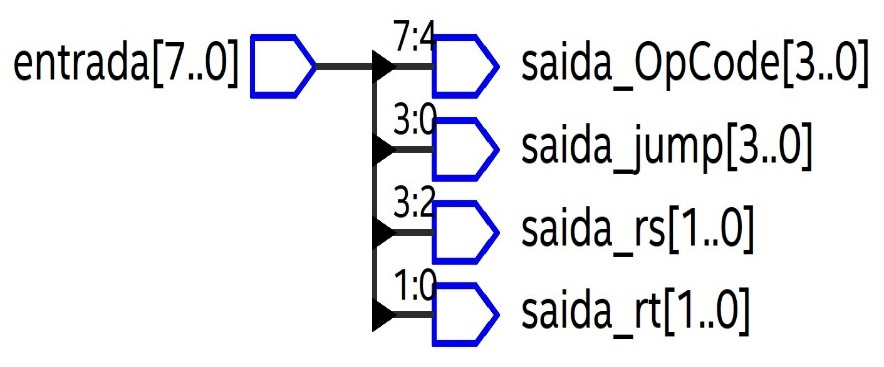 7:4
entrada[7..0] saida_OpCode[3..0]
3:0
saida_jump[3..0]
3:2
saida_rs[1..0]
1:0
saida_rt[1..0]